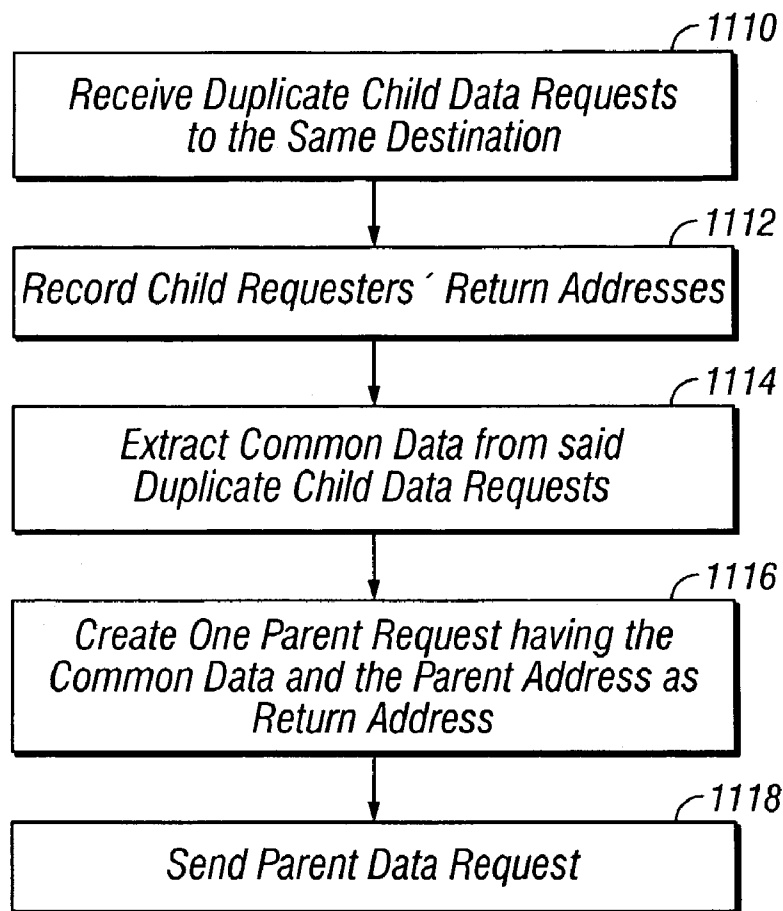 1110
Receive Duplicate Child Data Requests
to the Same Destination
1112
Record Child Requesters´ Return Addresses
1114
Extract Common Data from said
Duplicate Child Data Requests
1116
Create One Parent Request having the
Common Data and the Parent Address as
Return Address
1118
Send Parent Data Request